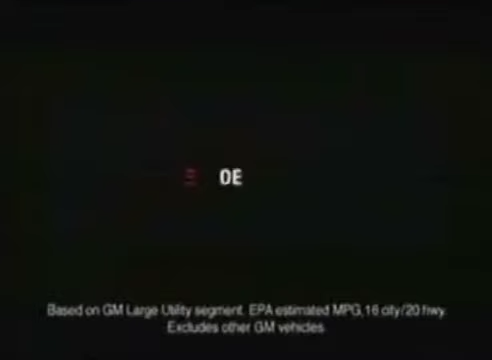 OE
Based on GM Large Utility segment. EPA estimated MPG, 16 city/20 hwy.
Excludes other GM vehicles.